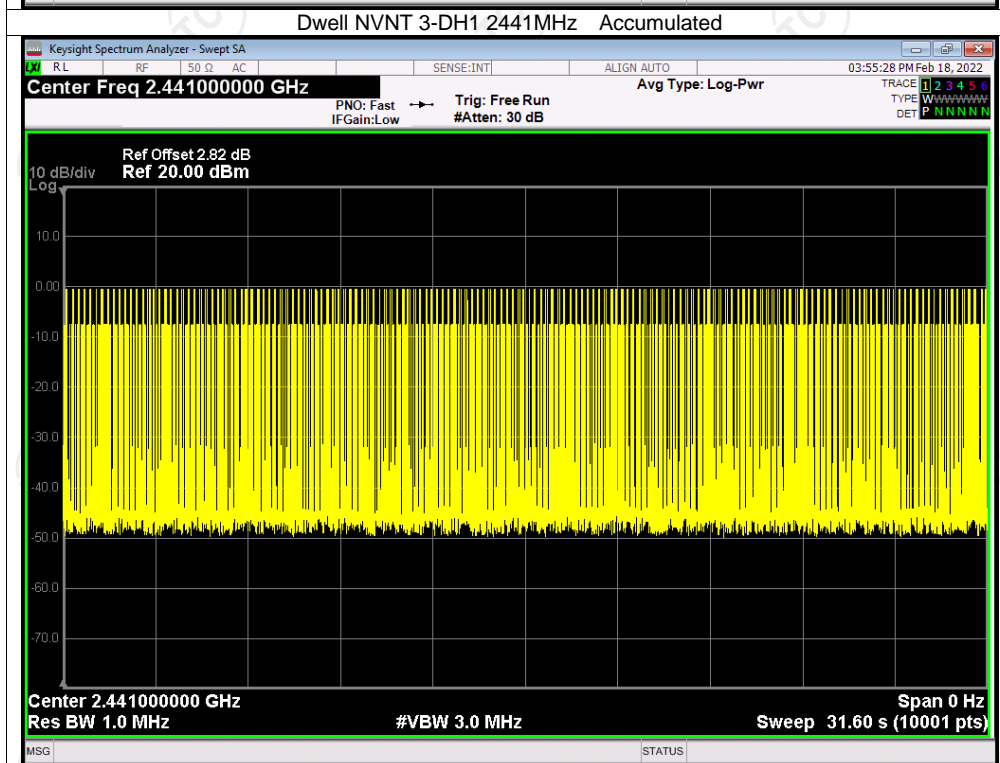 Dwell NVNT 3-DH1 2441MHz Accumulated
Keysight Spectrum Analyzer - Swept SA
LXI RL RF 50 Ω AC SENSE:INT ALIGN AUTO 03:55:28 PM Feb 18, 2022
Center Freq 2.441000000 GHz Avg Type: Log-Pwr TRACE 1 2 3 4 5 6
PNO: Fast Trig: Free Run TYPE WWWWWW
IFGain:Low #Atten: 30 dB DET P N N N N N
Ref Offset 2.82 dB
10 dB/div Ref 20.00 dBm
Log
10.0
0.00
-10.0
-20.0
-30.0
-40.0
-50.0
-60.0
-70.0
Center 2.441000000 GHz Span 0 Hz
Res BW 1.0 MHz #VBW 3.0 MHz Sweep 31.60 s (10001 pts)
MSG STATUS